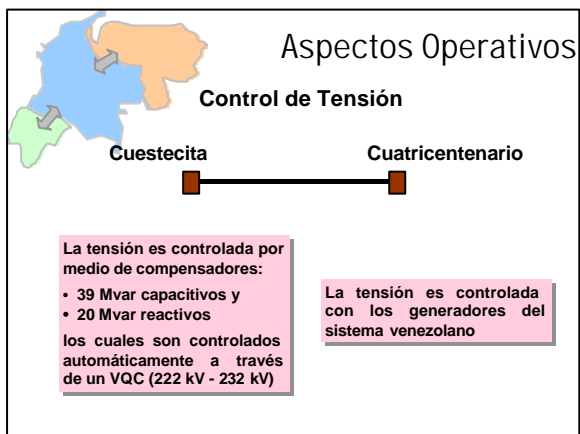 Aspectos Operativos
Control de Tensión
Cuestecita
Cuatricentenario
La tensión es controlada por
medio de compensadores:
• 39 Mvar capacitivos y
• 20 Mvar reactivos
los cuales son controlados
automáticamente a través
de un VQC (222 kV - 232 kV)
La tensión es controlada
con los generadores del
sistema venezolano